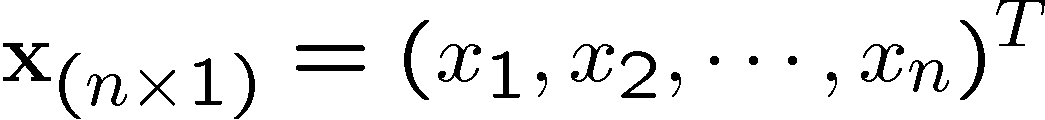 𝐱₍ₙ×₁₎ = (x₁, x₂, ⋯ , xₙ)ᵀ